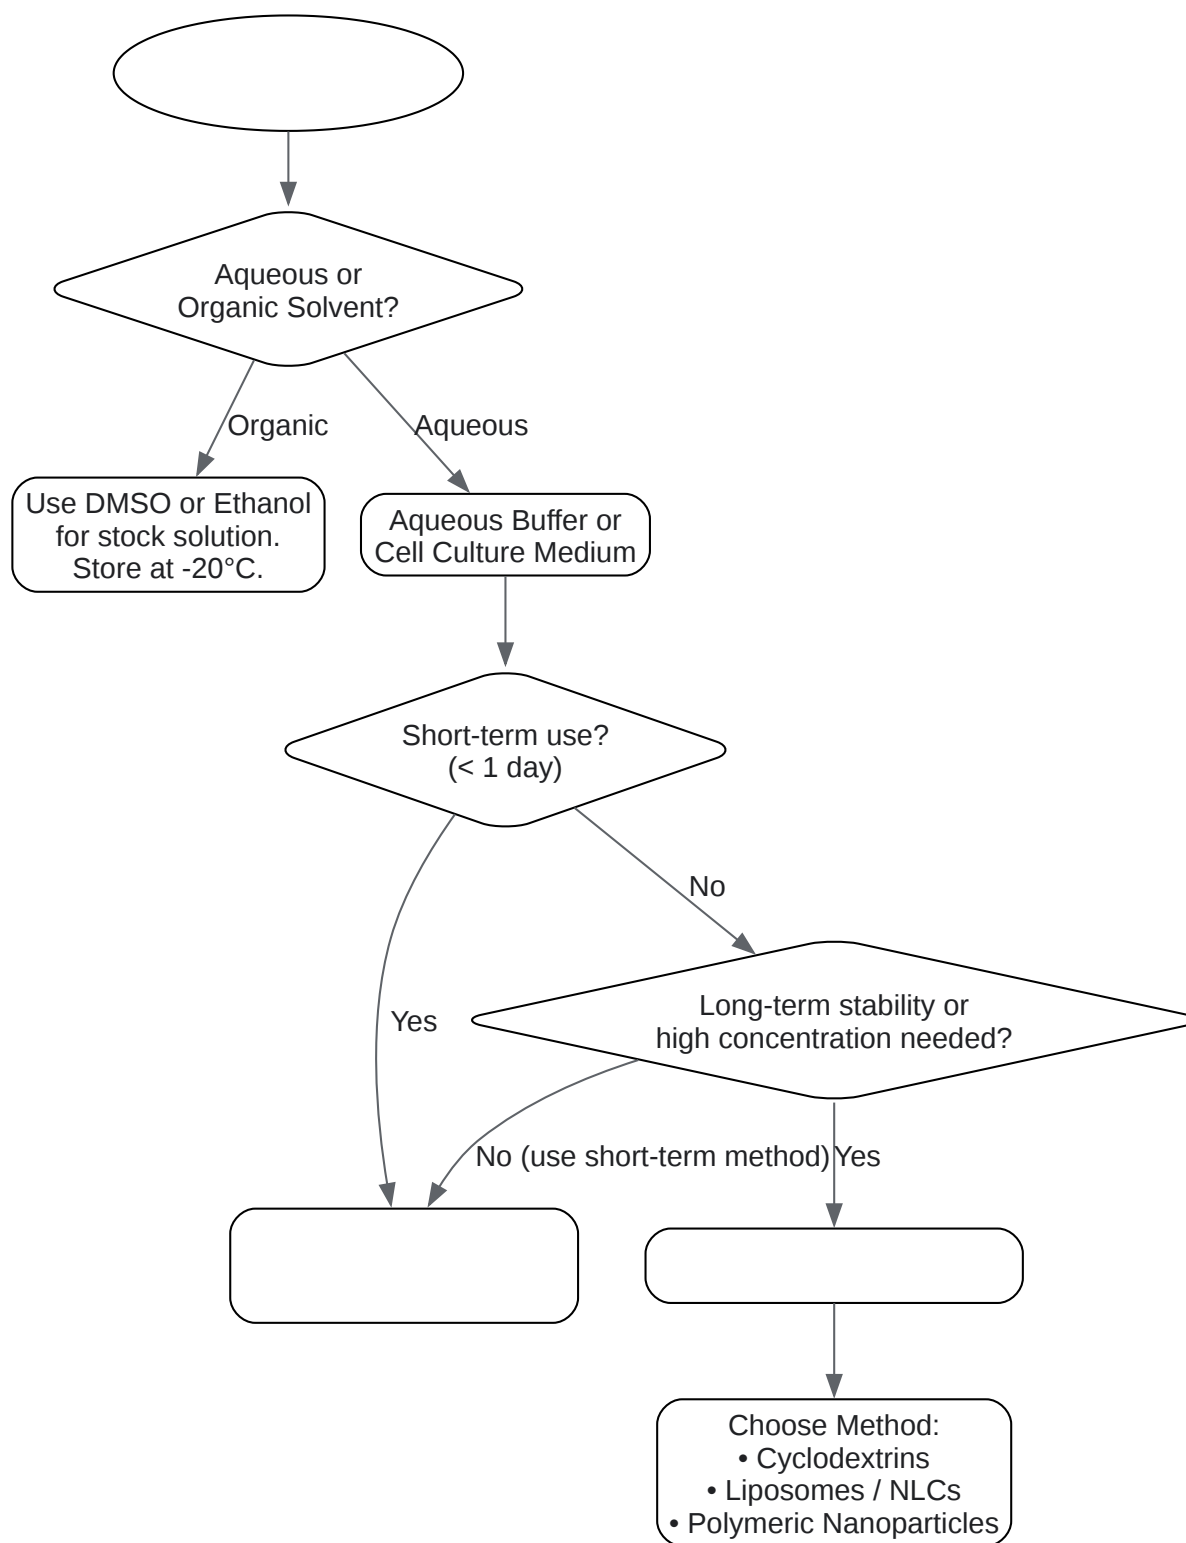 Aqueous or
Organic Solvent?
Organic
Aqueous
Use DMSO or Ethanol
for stock solution.
Store at -20°C.
Aqueous Buffer or
Cell Culture Medium
Short-term use?
(< 1 day)
No
Yes
Long-term stability or
high concentration needed?
No (use short-term method)
Yes
Choose Method:
• Cyclodextrins
• Liposomes / NLCs
• Polymeric Nanoparticles